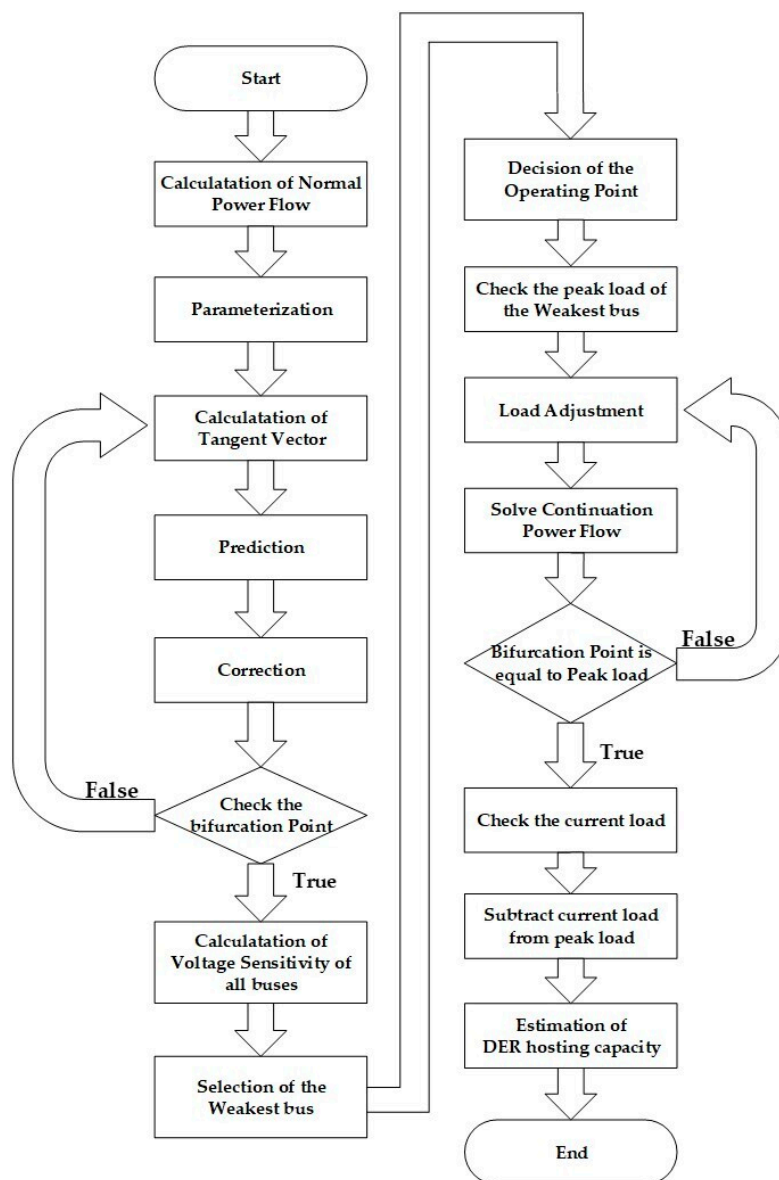 Start
Calculatation of Normal
Power Flow
Parameterization
Calculatation of
Tangent Vector
Prediction
Correction
False
Check the
bifurcation Point
True
Calculatation of
Voltage Sensitivity of
all buses
Selection of the
Weakest bus
Decision of the
Operating Point
Check the peak load of
the Weakest bus
Load Adjustment
Solve Continuation
Power Flow
False
Bifurcation Point is
equal to Peak load
True
Check the current load
Subtract current load
from peak load
Estimation of
DER hosting capacity
End